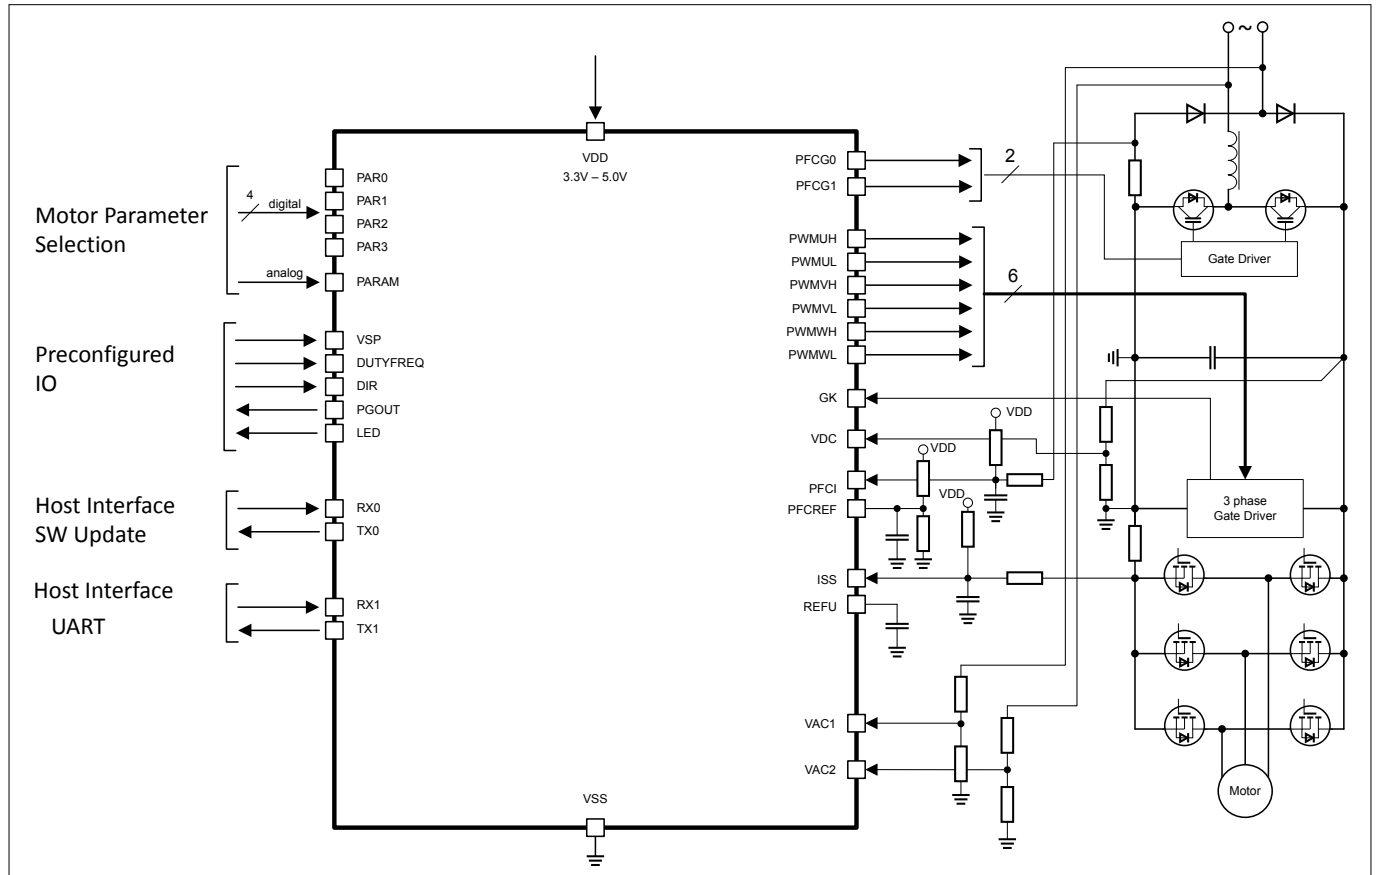 ~
VDD
3.3V – 5.0V
Motor Parameter
Selection
4
digital
analog
PAR0
PAR1
PAR2
PAR3
PARAM
Preconfigured
IO
VSP
DUTYFREQ
DIR
PGOUT
LED
Host Interface
SW Update
RX0
TX0
Host Interface
UART
RX1
TX1
VSS
PFCG0
PFCG1
2
PWMUH
PWMUL
PWMVH
PWMVL
PWMWH
PWMWL
6
GK
VDC
PFCI
PFCREF
ISS
REFU
VAC1
VAC2
VDD
VDD
VDD
Gate Driver
3 phase
Gate Driver
Motor